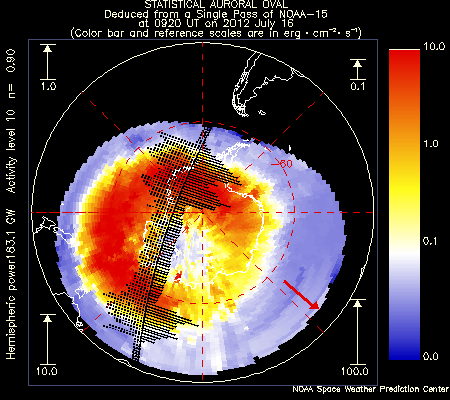 STATISTICAL AURORAL OVAL
Deduced from a Single Pass of NOAA-15
at 0920 UT on 2012 July 16
(Color bar and reference scales are in erg·cm⁻²·s⁻¹)
1.0
0.1
10.0
1.0
0.1
0.0
-60
Hemispheric power163.1 GW Activity level 10 n= 0.90
10.0
100.0
NOAA Space Weather Prediction Center